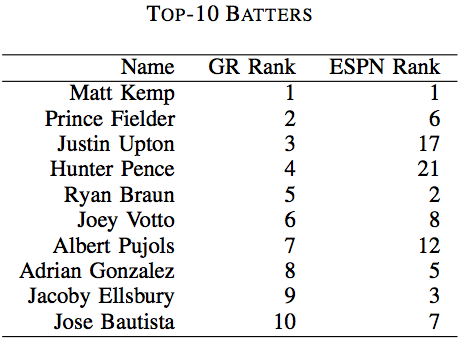 TOP-10 BATTERS
Name GR Rank ESPN Rank
Matt Kemp 1 1
Prince Fielder 2 6
Justin Upton 3 17
Hunter Pence 4 21
Ryan Braun 5 2
Joey Votto 6 8
Albert Pujols 7 12
Adrian Gonzalez 8 5
Jacoby Ellsbury 9 3
Jose Bautista 10 7